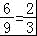 6/9 = 2/3